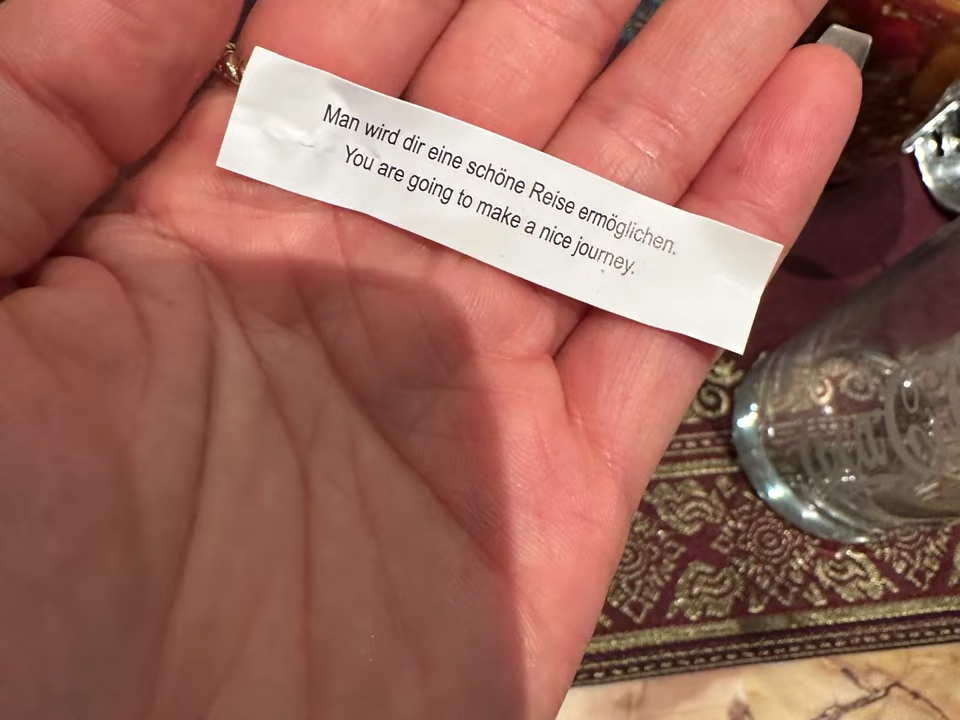 Man wird dir eine schöne Reise ermöglichen.
You are going to make a nice journey.